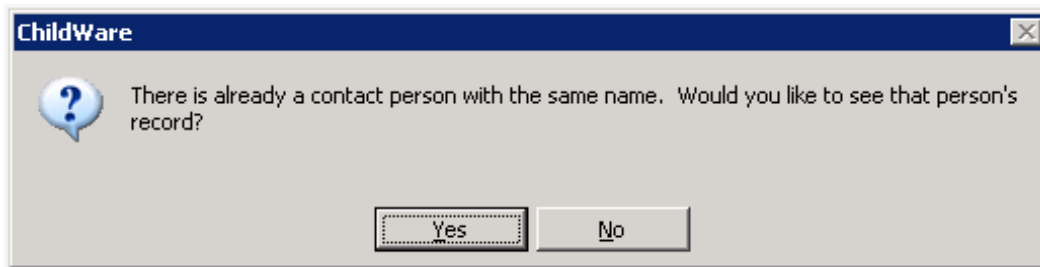 ChildWare
There is already a contact person with the same name.  Would you like to see that person's
record?
Yes
No